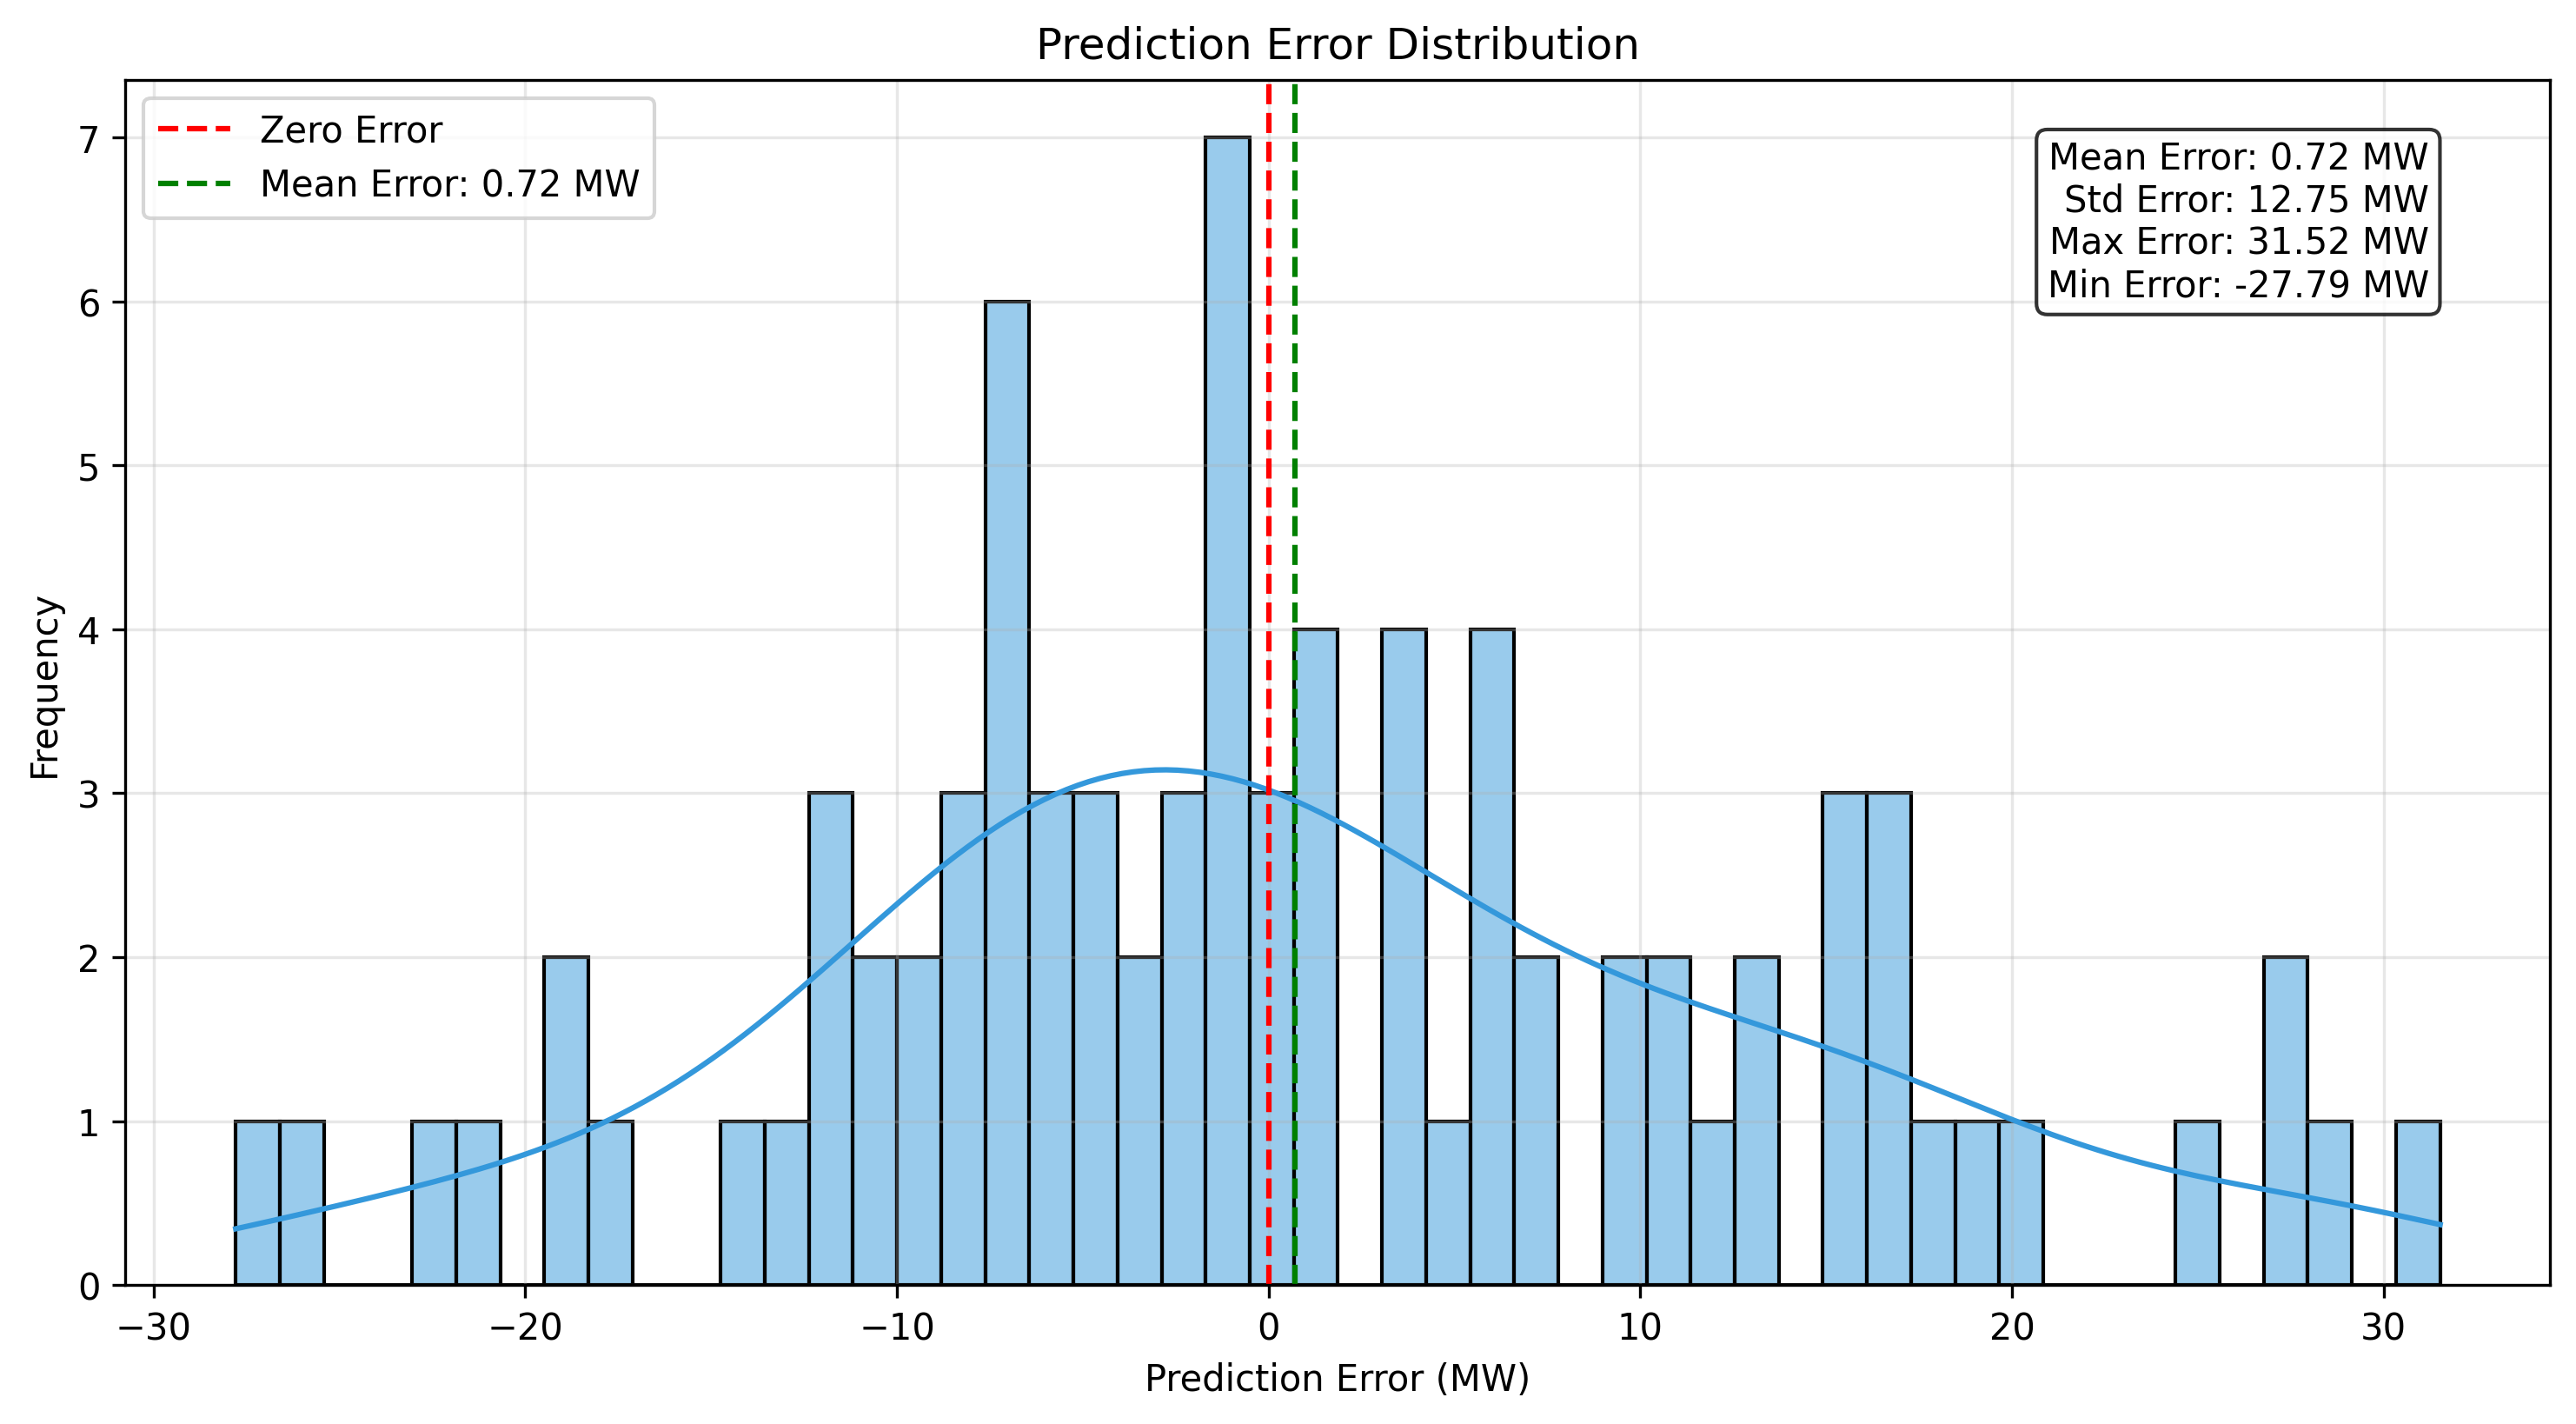 Prediction Error Distribution
Zero Error
Mean Error: 0.72 MW
Mean Error: 0.72 MW
Std Error: 12.75 MW
Max Error: 31.52 MW
Min Error: -27.79 MW
Frequency
7
6
5
4
3
2
1
0
−30 −20 −10 0 10 20 30
Prediction Error (MW)